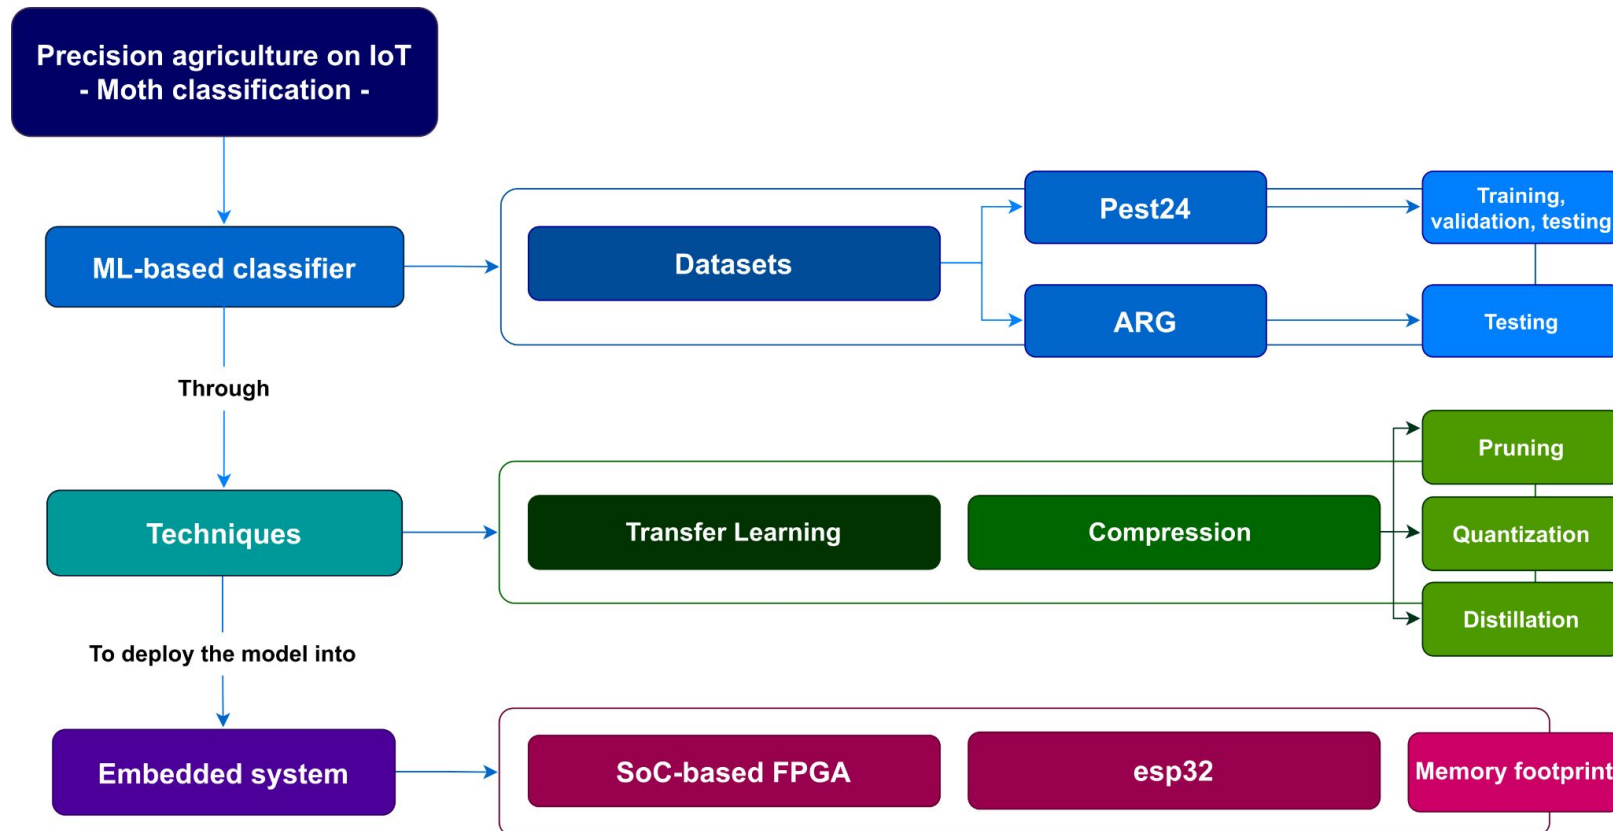 Precision agriculture on IoT
- Moth classification -
ML-based classifier
Datasets
Pest24
Training,
validation, testing
ARG
Testing
Through
Techniques
Transfer Learning
Compression
Pruning
Quantization
Distillation
To deploy the model into
Embedded system
SoC-based FPGA
esp32
Memory footprint